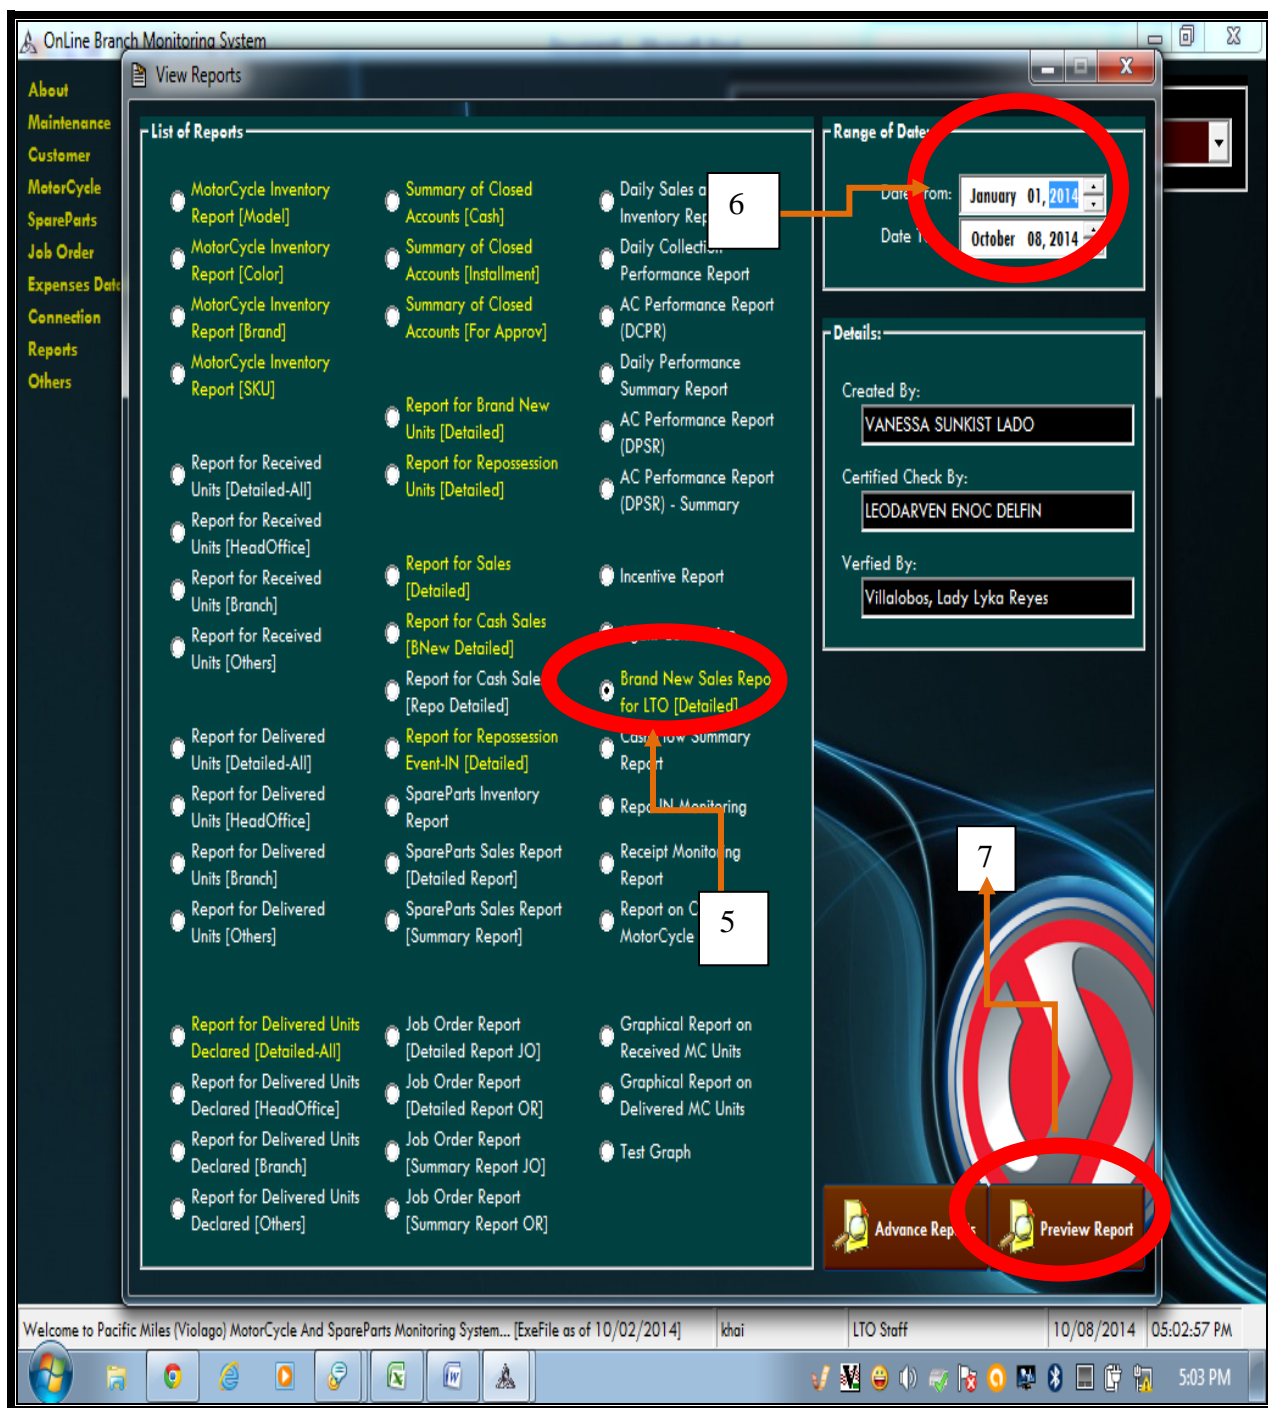 OnLine Branch Monitoring System
View Reports
About
Maintenance
Customer
MotorCycle
SpareParts
Job Order
Expenses
Connection
Reports
Others
List of Reports
MotorCycle Inventory
Report [Model]
MotorCycle Inventory
Report [Color]
MotorCycle Inventory
Report [Brand]
MotorCycle Inventory
Report [SKU]
Report for Received
Units [Detailed-All]
Report for Received
Units [HeadOffice]
Report for Received
Units [Branch]
Report for Received
Units [Others]
Report for Delivered
Units [Detailed-All]
Report for Delivered
Units [HeadOffice]
Report for Delivered
Units [Branch]
Report for Delivered
Units [Others]
Report for Delivered Units
Declared [Detailed-All]
Report for Delivered Units
Declared [HeadOffice]
Report for Delivered Units
Declared [Branch]
Report for Delivered Units
Declared [Others]
Summary of Closed
Accounts [Cash]
Summary of Closed
Accounts [Installment]
Summary of Closed
Accounts [For Approv]
Report for Brand New
Units [Detailed]
Report for Repossession
Units [Detailed]
Report for Sales
[Detailed]
Report for Cash Sales
[BNew Detailed]
Report for Cash Sale
[Repo Detailed]
Report for Repossession
Event-IN [Detailed]
SpareParts Inventory
Report
SpareParts Sales Report
[Detailed Report]
SpareParts Sales Report
[Summary Report]
Job Order Report
[Detailed Report JO]
Job Order Report
[Detailed Report OR]
Job Order Report
[Summary Report JO]
Job Order Report
[Summary Report OR]
Daily Sales
Inventory
Daily Collection
Performance Report
AC Performance Report
(DCPR)
Daily Performance
Summary Report
AC Performance Report
(DPSR)
AC Performance Report
(DPSR) - Summary
Incentive Report
Brand New Sales Repo
for LTO [Detailed]
Summary
Report
Repo IN Monitoring
Receipt Monitoring
Report
Report on
MotorCycle
Graphical Report on
Received MC Units
Graphical Report on
Delivered MC Units
Test Graph
6
5
7
Range of Date
Date From:
January 01, 2014
Date
October 08, 2014
Details:
Created By:
VANESSA SUNKIST LADO
Certified Check By:
LEODARVEN ENOC DELFIN
Verfied By:
Villalobos, Lady Lyka Reyes
Advance Reports
Preview Report
Welcome to Pacific Miles (Violago) MotorCycle And SpareParts Monitoring System... [ExeFile as of 10/02/2014]
khai
LTO Staff
10/08/2014
05:02:57 PM
5:03 PM